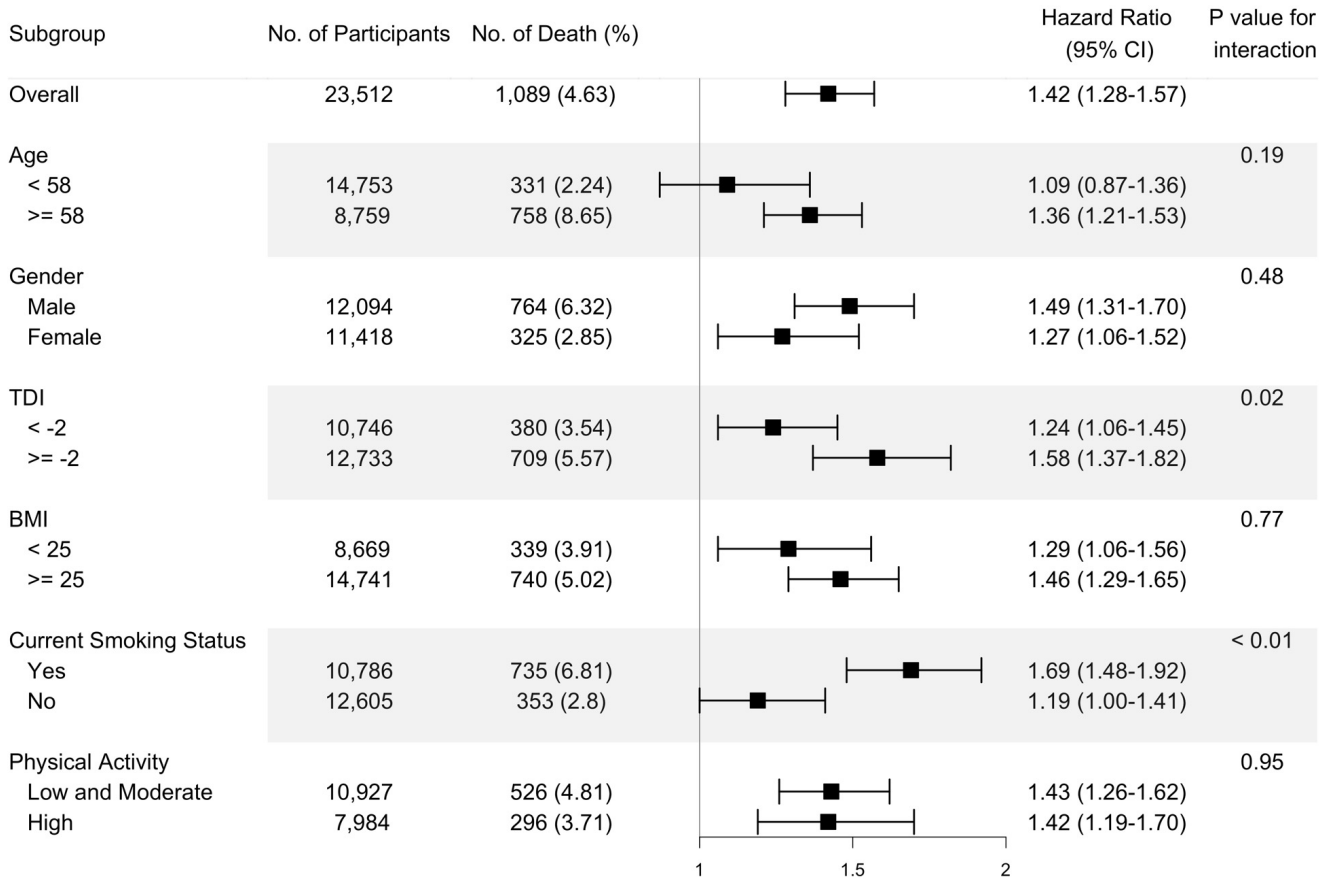 Subgroup No. of Participants No. of Death (%) Hazard Ratio (95% CI) P value for interaction
Overall 23,512 1,089 (4.63) 1.42 (1.28-1.57)
Age 0.19
< 58 14,753 331 (2.24) 1.09 (0.87-1.36)
>= 58 8,759 758 (8.65) 1.36 (1.21-1.53)
Gender 0.48
Male 12,094 764 (6.32) 1.49 (1.31-1.70)
Female 11,418 325 (2.85) 1.27 (1.06-1.52)
TDI 0.02
< -2 10,746 380 (3.54) 1.24 (1.06-1.45)
>= -2 12,733 709 (5.57) 1.58 (1.37-1.82)
BMI 0.77
< 25 8,669 339 (3.91) 1.29 (1.06-1.56)
>= 25 14,741 740 (5.02) 1.46 (1.29-1.65)
Current Smoking Status < 0.01
Yes 10,786 735 (6.81) 1.69 (1.48-1.92)
No 12,605 353 (2.8) 1.19 (1.00-1.41)
Physical Activity 0.95
Low and Moderate 10,927 526 (4.81) 1.43 (1.26-1.62)
High 7,984 296 (3.71) 1.42 (1.19-1.70)
1 1.5 2